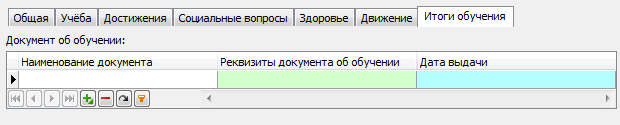 Общая Учёба Достижения Социальные вопросы Здоровье Движение Итоги обучения
Документ об обучении:
Наименование документа Реквизиты документа об обучении Дата выдачи